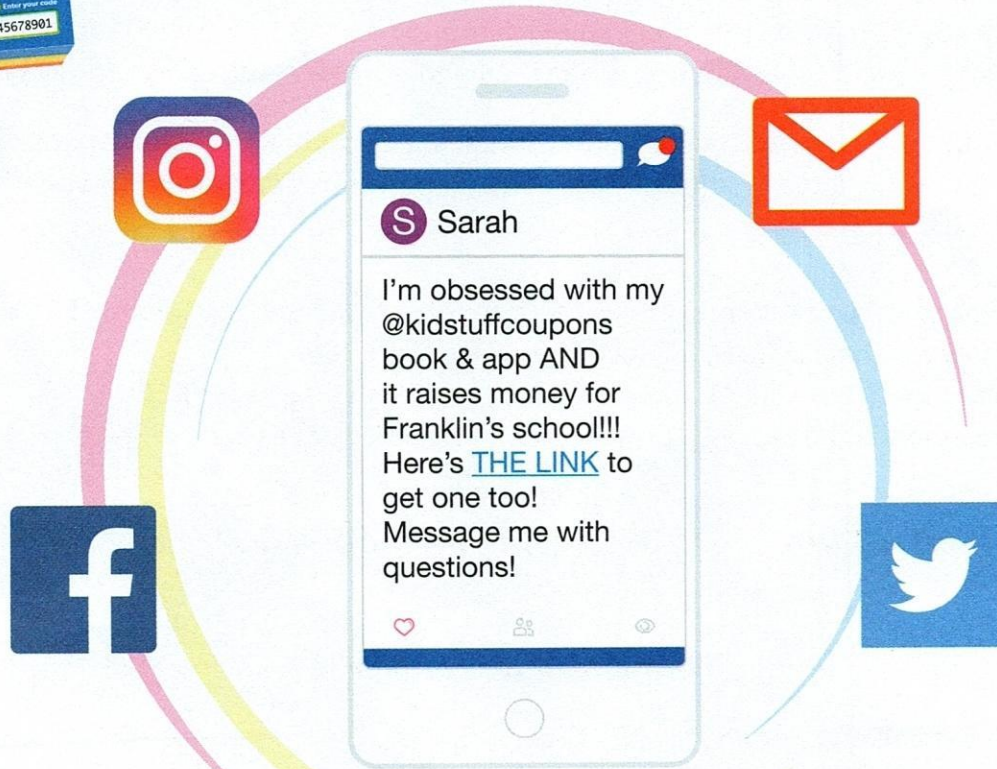 Enter your code
45678901
S Sarah
I'm obsessed with my
@kidstuffcoupons
book & app AND
it raises money for
Franklin's school!!!
Here's THE LINK to
get one too!
Message me with
questions!